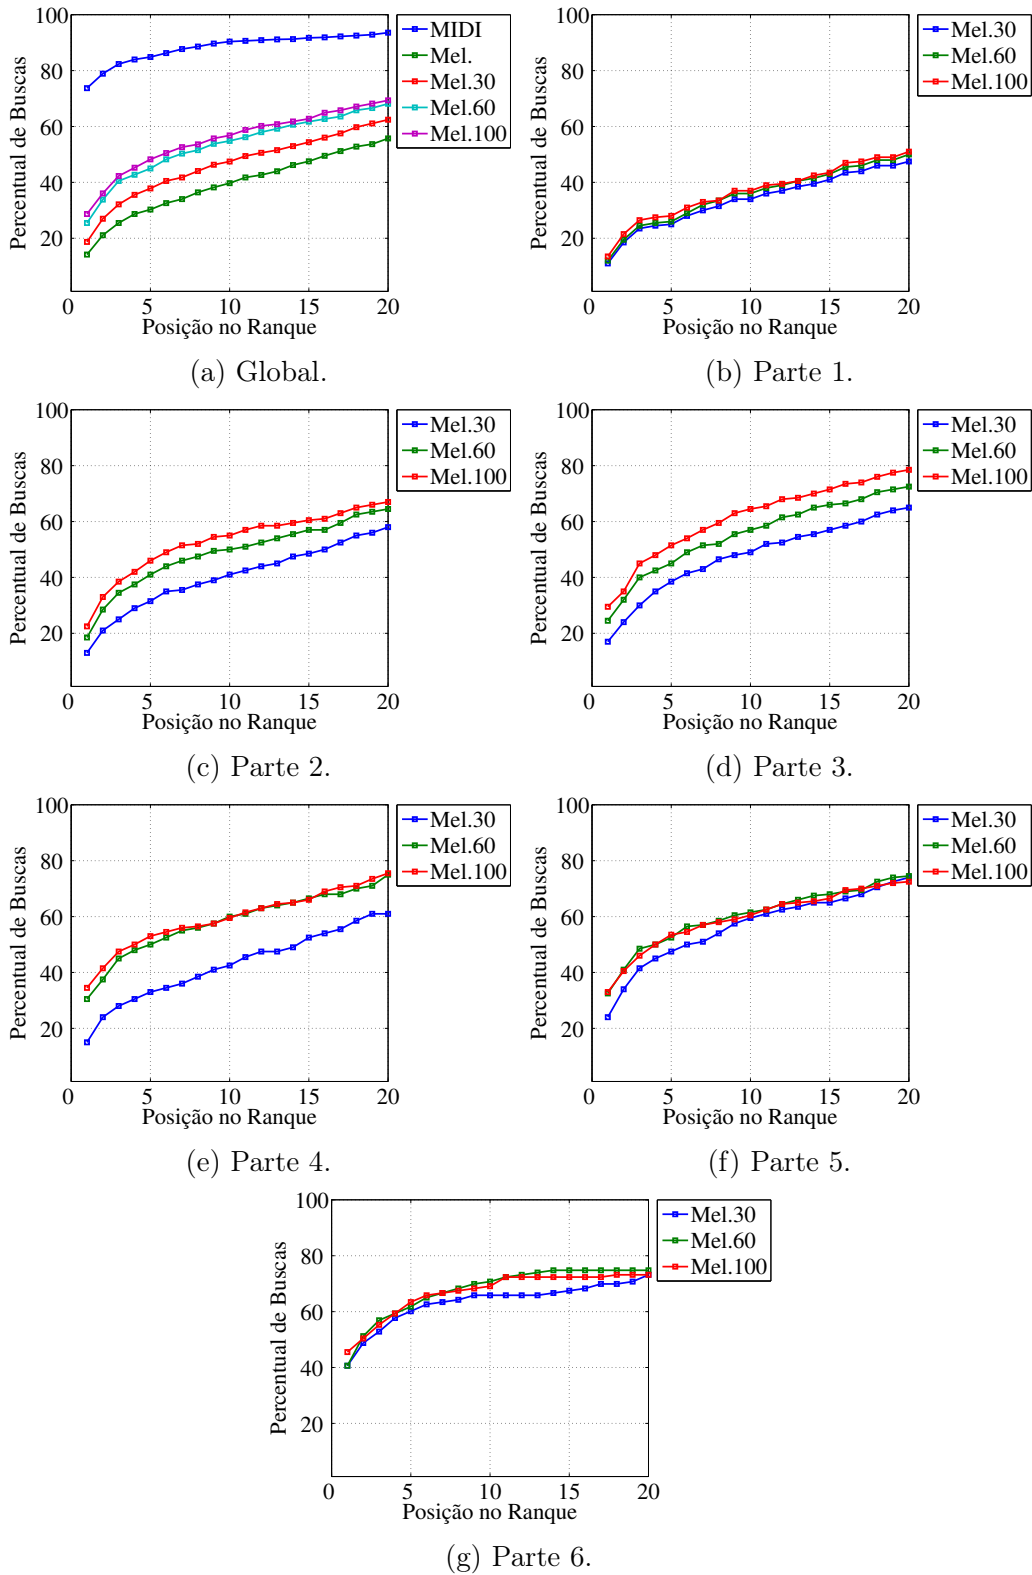 100
80
60
40
20
0
5
10
15
20
Percentual de Buscas
Posição no Ranque
MIDI
Mel.
Mel.30
Mel.60
Mel.100
(a) Global.
100
80
60
40
20
0
5
10
15
20
Percentual de Buscas
Posição no Ranque
Mel.30
Mel.60
Mel.100
(b) Parte 1.
100
80
60
40
20
0
5
10
15
20
Percentual de Buscas
Posição no Ranque
Mel.30
Mel.60
Mel.100
(c) Parte 2.
100
80
60
40
20
0
5
10
15
20
Percentual de Buscas
Posição no Ranque
Mel.30
Mel.60
Mel.100
(d) Parte 3.
100
80
60
40
20
0
5
10
15
20
Percentual de Buscas
Posição no Ranque
Mel.30
Mel.60
Mel.100
(e) Parte 4.
100
80
60
40
20
0
5
10
15
20
Percentual de Buscas
Posição no Ranque
Mel.30
Mel.60
Mel.100
(f) Parte 5.
100
80
60
40
20
0
5
10
15
20
Percentual de Buscas
Posição no Ranque
Mel.30
Mel.60
Mel.100
(g) Parte 6.